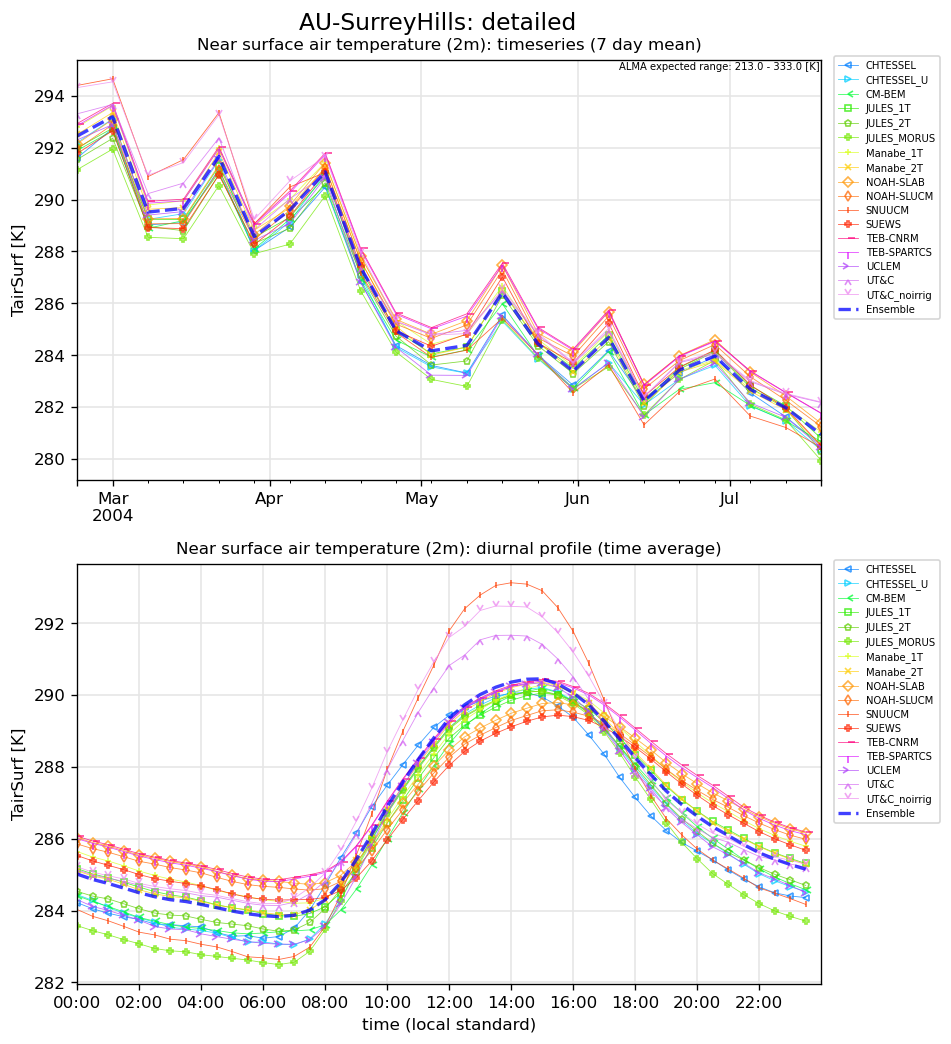 AU-SurreyHills: detailed
Near surface air temperature (2m): timeseries (7 day mean)
ALMA expected range: 213.0 - 333.0 [K]
TairSurf [K]
294
292
290
288
286
284
282
280
Mar
2004
Apr
May
Jun
Jul
CHTESSEL
CHTESSEL_U
CM-BEM
JULES_1T
JULES_2T
JULES_MORUS
Manabe_1T
Manabe_2T
NOAH-SLAB
NOAH-SLUCM
SNUUCM
SUEWS
TEB-CNRM
TEB-SPARTCS
UCLEM
UT&C
UT&C_noirrig
Ensemble
Near surface air temperature (2m): diurnal profile (time average)
TairSurf [K]
292
290
288
286
284
282
00:00
02:00
04:00
06:00
08:00
10:00
12:00
14:00
16:00
18:00
20:00
22:00
time (local standard)
CHTESSEL
CHTESSEL_U
CM-BEM
JULES_1T
JULES_2T
JULES_MORUS
Manabe_1T
Manabe_2T
NOAH-SLAB
NOAH-SLUCM
SNUUCM
SUEWS
TEB-CNRM
TEB-SPARTCS
UCLEM
UT&C
UT&C_noirrig
Ensemble